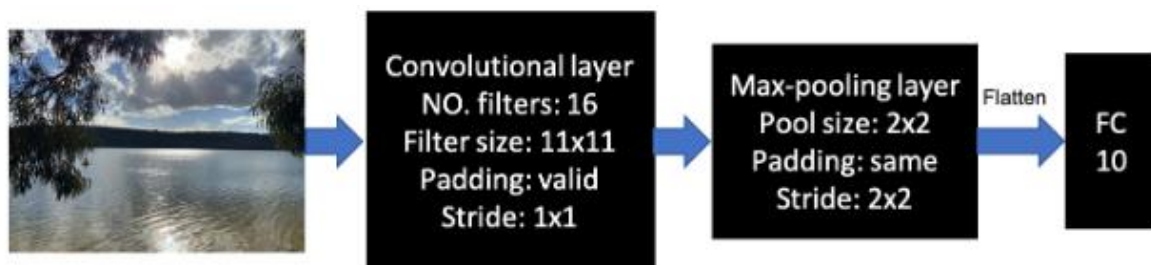 Convolutional layer
NO. filters: 16
Filter size: 11x11
Padding: valid
Stride: 1x1
Max-pooling layer
Pool size: 2x2
Padding: same
Stride: 2x2
Flatten
FC
10